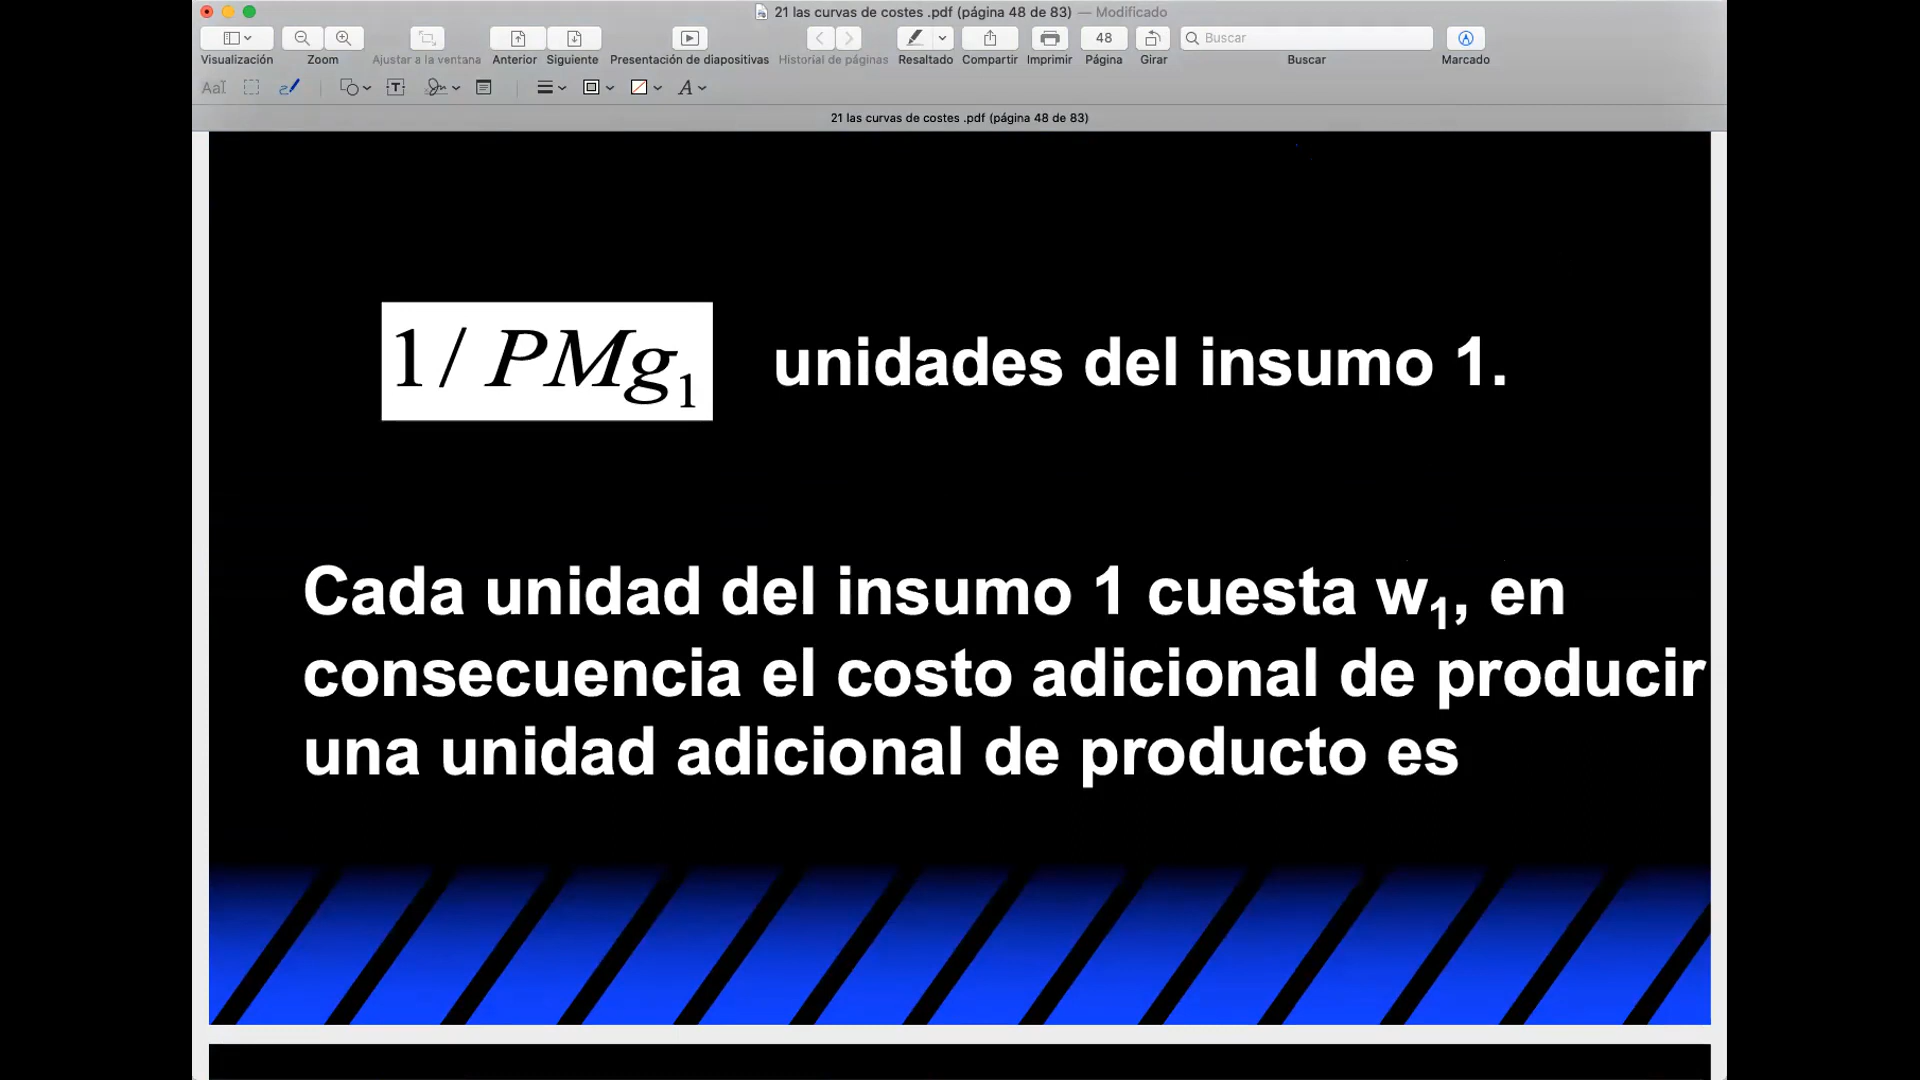 21 las curvas de costes .pdf (página 48 de 83) — Modificado
48
Buscar
Visualización
Zoom
Ajustar a la ventana
Anterior
Siguiente
Presentación de diapositivas
Historial de páginas
Resaltado
Compartir
Imprimir
Página
Girar
Buscar
Marcado
AaI
T
A
21 las curvas de costes .pdf (página 48 de 83)
1/ PMg₁ unidades del insumo 1.
Cada unidad del insumo 1 cuesta w₁, en
consecuencia el costo adicional de producir
una unidad adicional de producto es